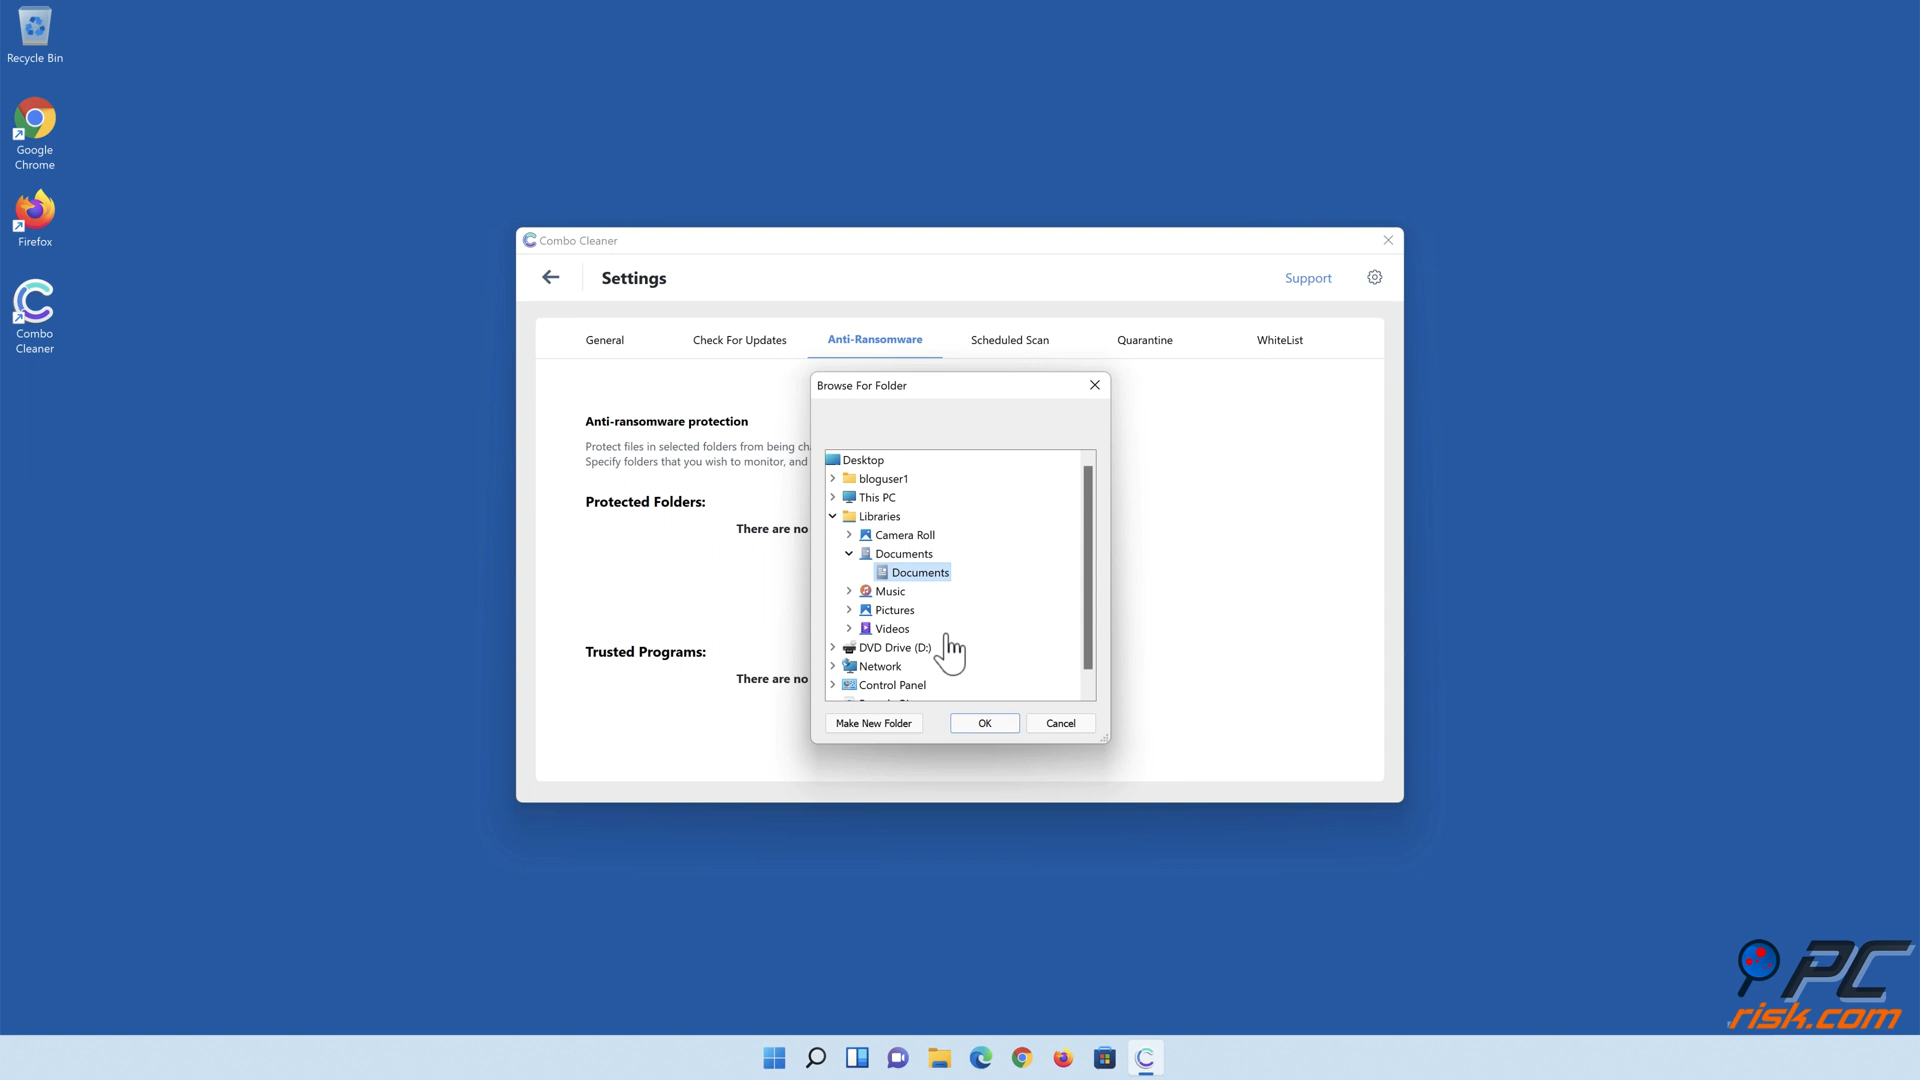 Recycle Bin
Google
Chrome
Firefox
Combo
Cleaner
Combo Cleaner
Settings
Support
General
Check For Updates
Anti-Ransomware
Scheduled Scan
Quarantine
WhiteList
Anti-ransomware protection
Protect files in selected folders from being
Specify folders that you wish to monitor, and
Protected Folders:
There are no
Trusted Programs:
There are no
Browse For Folder
Desktop
bloguser1
This PC
Libraries
Camera Roll
Documents
Documents
Music
Pictures
Videos
DVD Drive (D:)
Network
Control Panel
Make New Folder
OK
Cancel
PC
risk.com